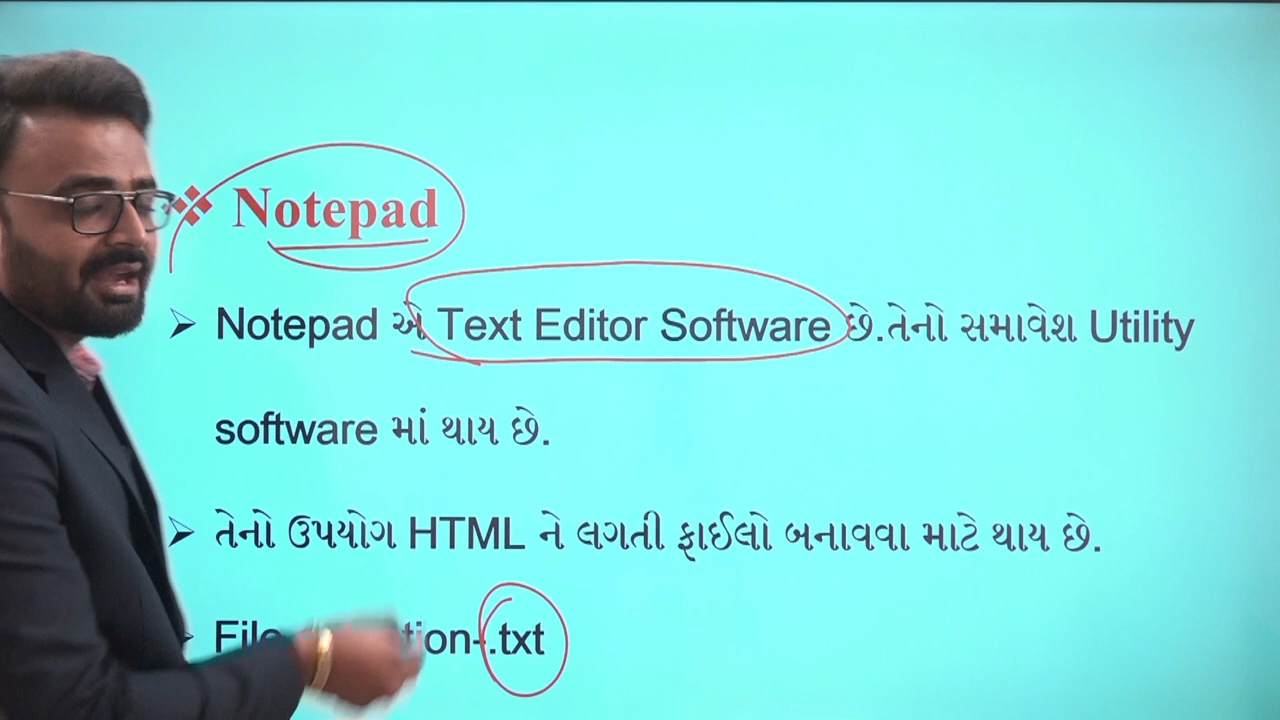 Notepad
Notepad એ Text Editor Software છે.તેનો સમાવેશ Utility
software માં થાય છે.
તેનો ઉપયોગ HTML ને લગતી ફાઈલો બનાવવા માટે થાય છે.
File -.txt